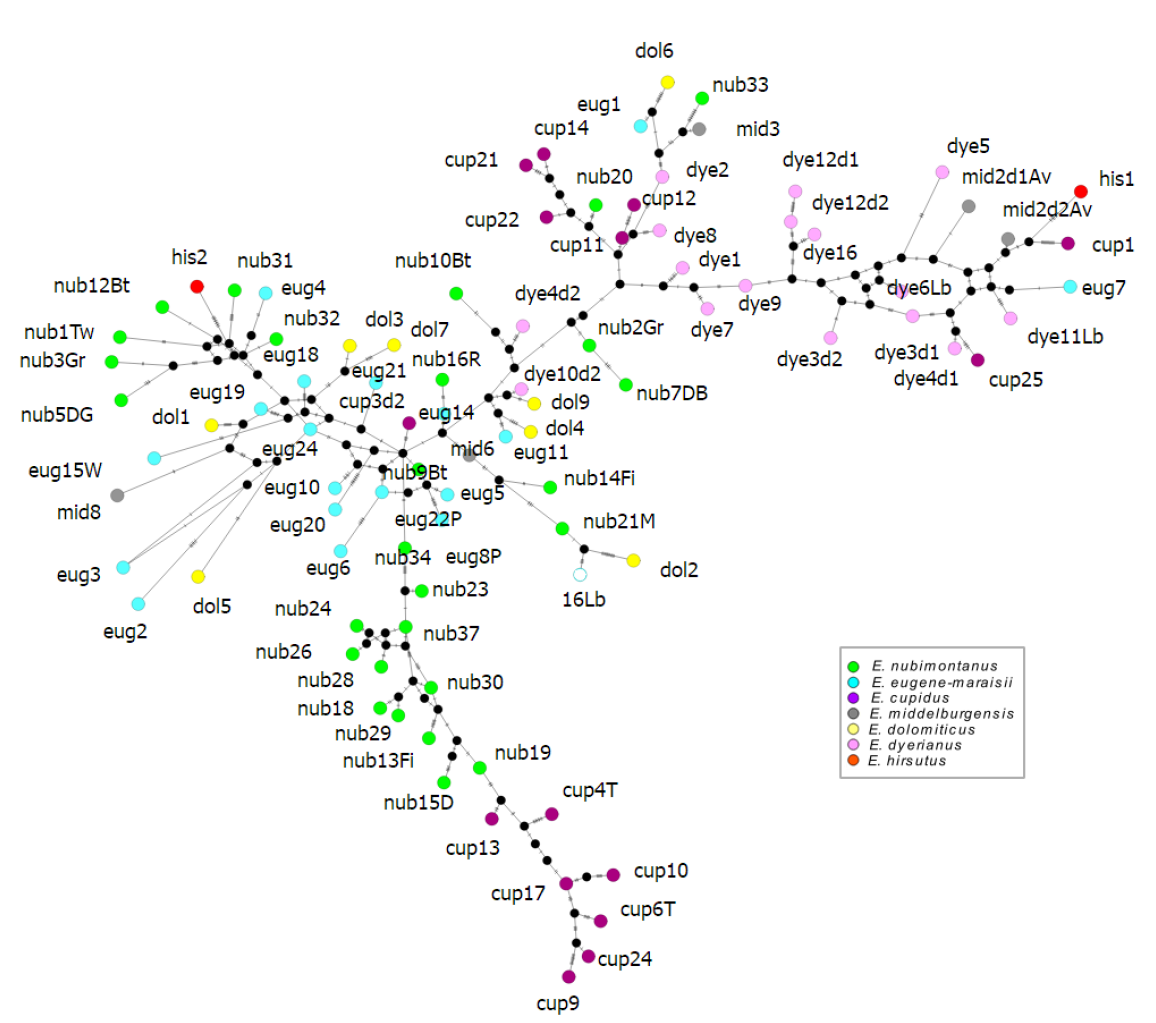 dol6
nub33
eug1
mid3
cup14
cup21
dye2
dye12d1
dye5
mid2d1Av
his1
nub20
cup12
dye12d2
mid2d2Av
cup22
cup11
dye8
dye16
cup1
his2
nub31
nub10Bt
dye1
nub12Bt
eug4
dye4d2
dye9
dye6Lb
eug7
nub1Tw
nub32
dol3
dol7
nub2Gr
dye7
dye11Lb
nub3Gr
eug18
nub16R
dye3d2
dye3d1
eug21
dye10d2
dye4d1
cup25
eug19
nub7DB
nub5DG
dol1
cup3d2
eug14
dol9
dol4
eug24
mid6
eug11
eug15W
nub9Bt
nub14Fi
eug10
eug5
mid8
eug20
eug22P
nub21M
eug6
nub34
eug8P
dol2
eug3
nub23
16Lb
dol5
nub24
eug2
nub37
nub26
nub28
nub30
nub18
nub29
nub13Fi
nub19
nub15D
cup4T
cup13
cup10
cup17
cup6T
cup24
cup9
E. nubimontanus
E. eugene-maraisii
E. cupidus
E. middelburgensis
E. dolomiticus
E. dyerianus
E. hirsutus